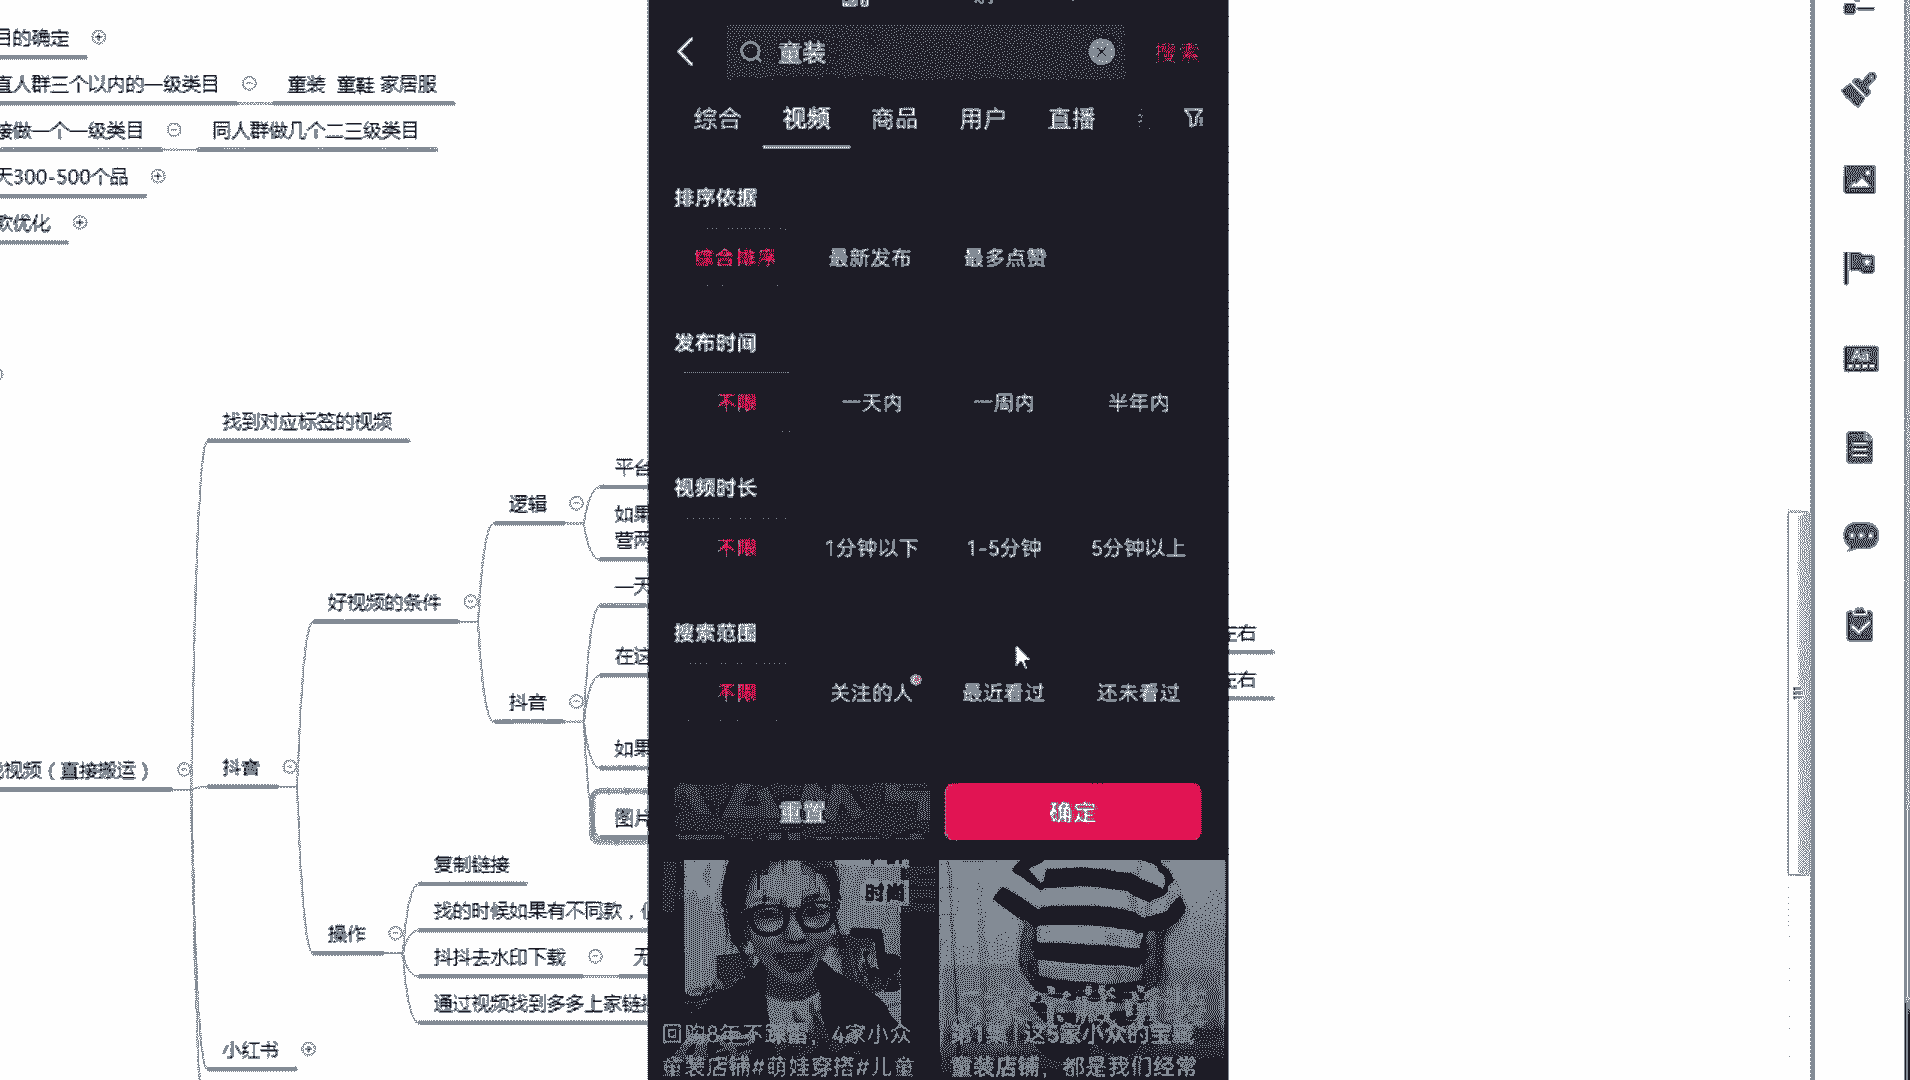 目的确定
直人群三个以内的一级类目
童装 童鞋 家居服
接做一个一级类目
同人群做几个二三级类目
天300-500个品
款优化
找到对应标签的视频
逻辑
平台
如果
营两
好视频的条件
一天
在这
抖音
如果
图片
视频（直接搬运）
抖音
复制链接
找的时候如果有不同款，
操作
抖抖去水印下载
无
通过视频找到多多上家链接
小红书
童装
搜索
综合 视频 商品 用户 直播
排序依据
综合排序 最新发布 最多点赞
发布时间
不限 一天内 一周内 半年内
视频时长
不限 1分钟以下 1-5分钟 5分钟以上
搜索范围
不限 关注的人 最近看过 还未看过
重置 确定
时尚
回购8年不踩雷，4家小众
童装店铺#萌娃穿搭#儿童
第1集 | 这5家小众的宝藏
童装店铺，都是我们经常
左右
左右
Aa